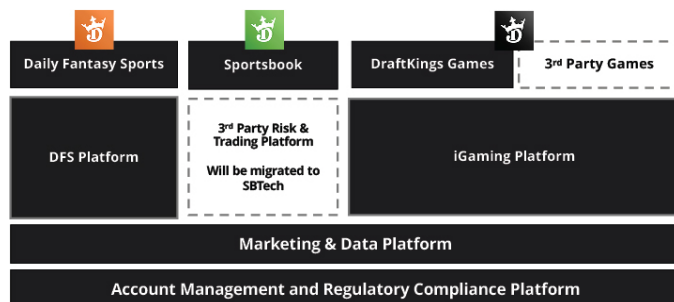 Daily Fantasy Sports
Sportsbook
DraftKings Games
3rd Party Games
DFS Platform
3rd Party Risk &
Trading Platform
Will be migrated to
SBTech
iGaming Platform
Marketing & Data Platform
Account Management and Regulatory Compliance Platform